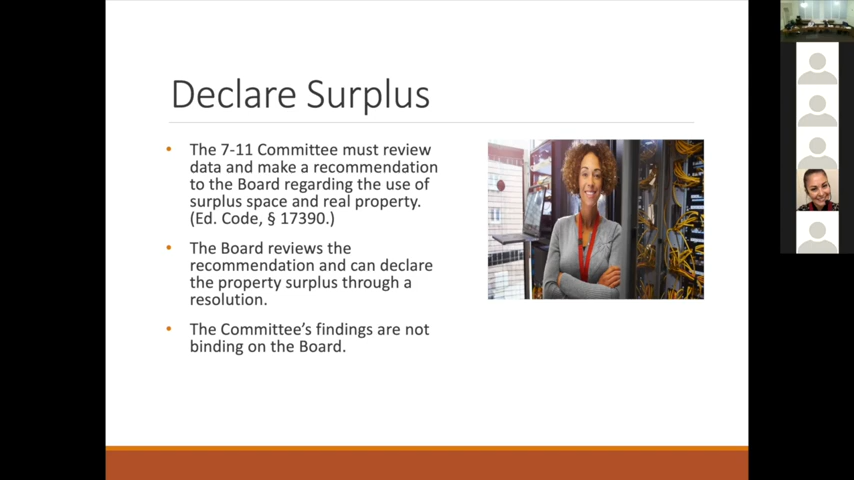 Declare Surplus
• The 7-11 Committee must review
data and make a recommendation
to the Board regarding the use of
surplus space and real property.
(Ed. Code, § 17390.)
• The Board reviews the
recommendation and can declare
the property surplus through a
resolution.
• The Committee’s findings are not
binding on the Board.